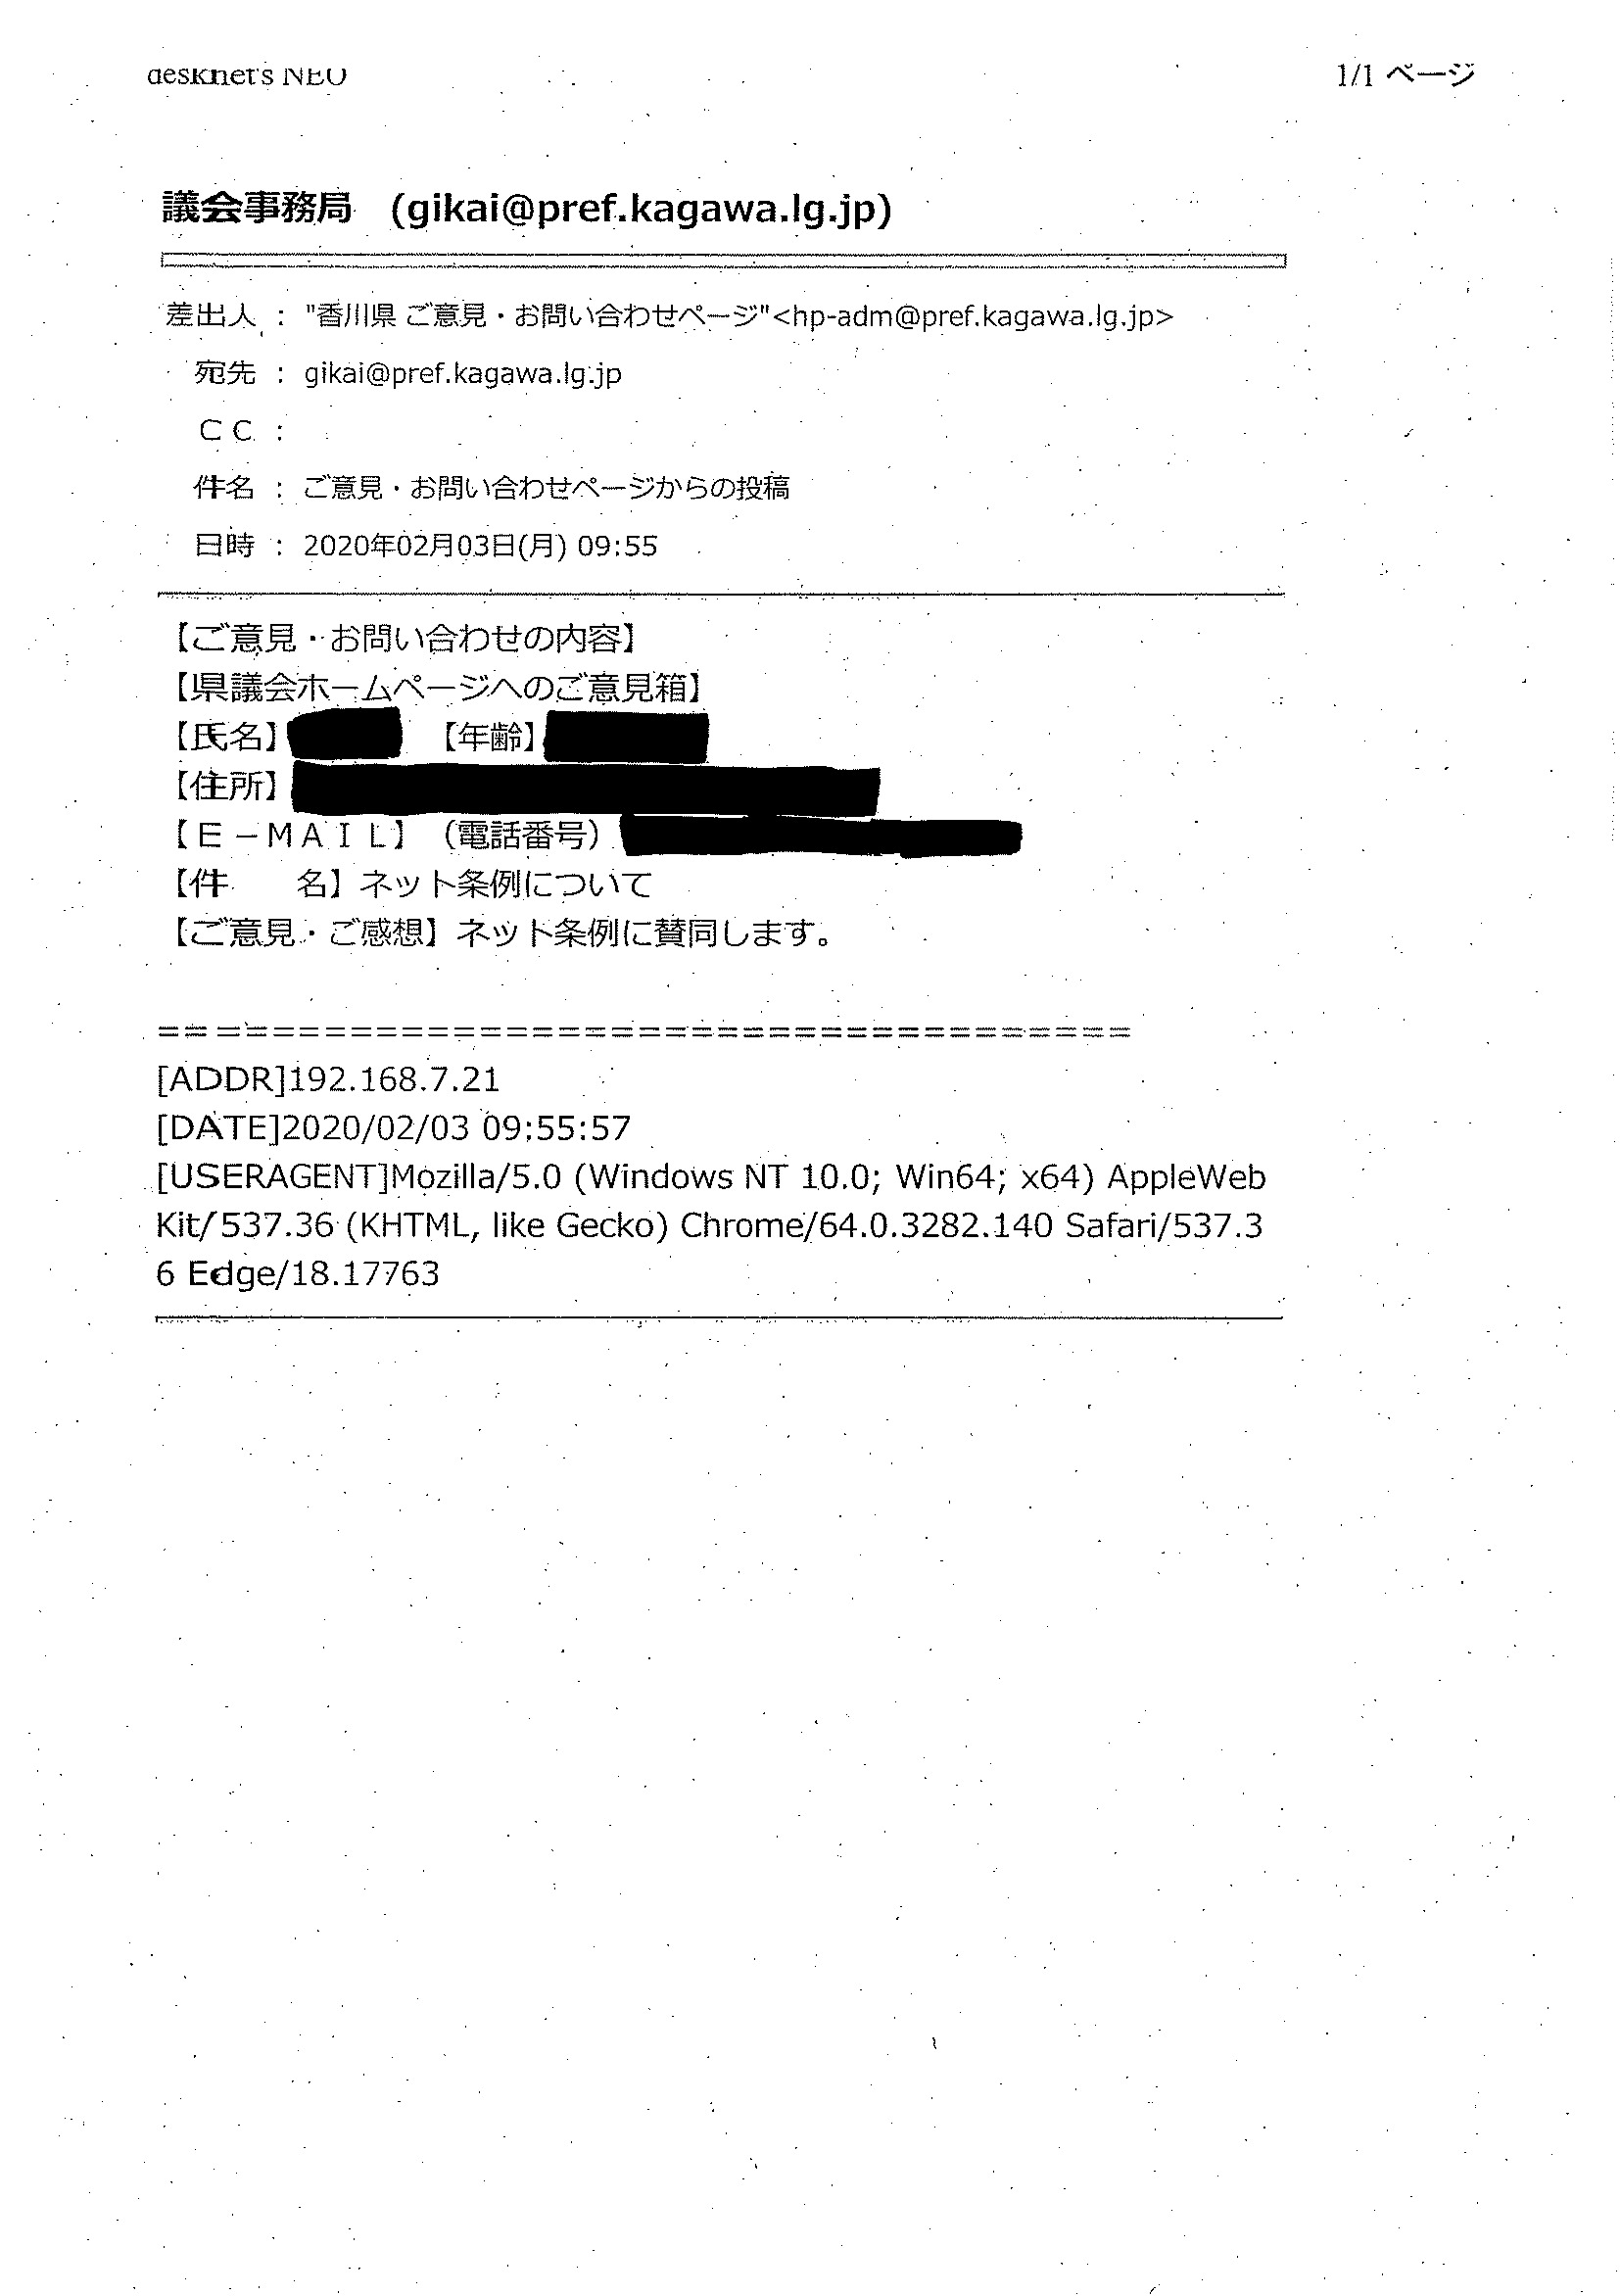 desknet's NEO
1/1 ページ
議会事務局 (gikai@pref.kagawa.lg.jp)
差出人 : "香川県 ご意見・お問い合わせページ"<hp-adm@pref.kagawa.lg.jp>
宛先 : gikai@pref.kagawa.lg.jp
ＣＣ :
件名 : ご意見・お問い合わせページからの投稿
日時 : 2020年02月03日(月) 09:55
【ご意見・お問い合わせの内容】
【県議会ホームページへのご意見箱】
【氏名】 【年齢】
【住所】
【Ｅ－ＭＡＩＬ】（電話番号）
【件　　名】ネット条例について
【ご意見・ご感想】ネット条例に賛同します。
======================================
[ADDR]192.168.7.21
[DATE]2020/02/03 09:55:57
[USERAGENT]Mozilla/5.0 (Windows NT 10.0; Win64; x64) AppleWeb
Kit/537.36 (KHTML, like Gecko) Chrome/64.0.3282.140 Safari/537.3
6 Edge/18.17763